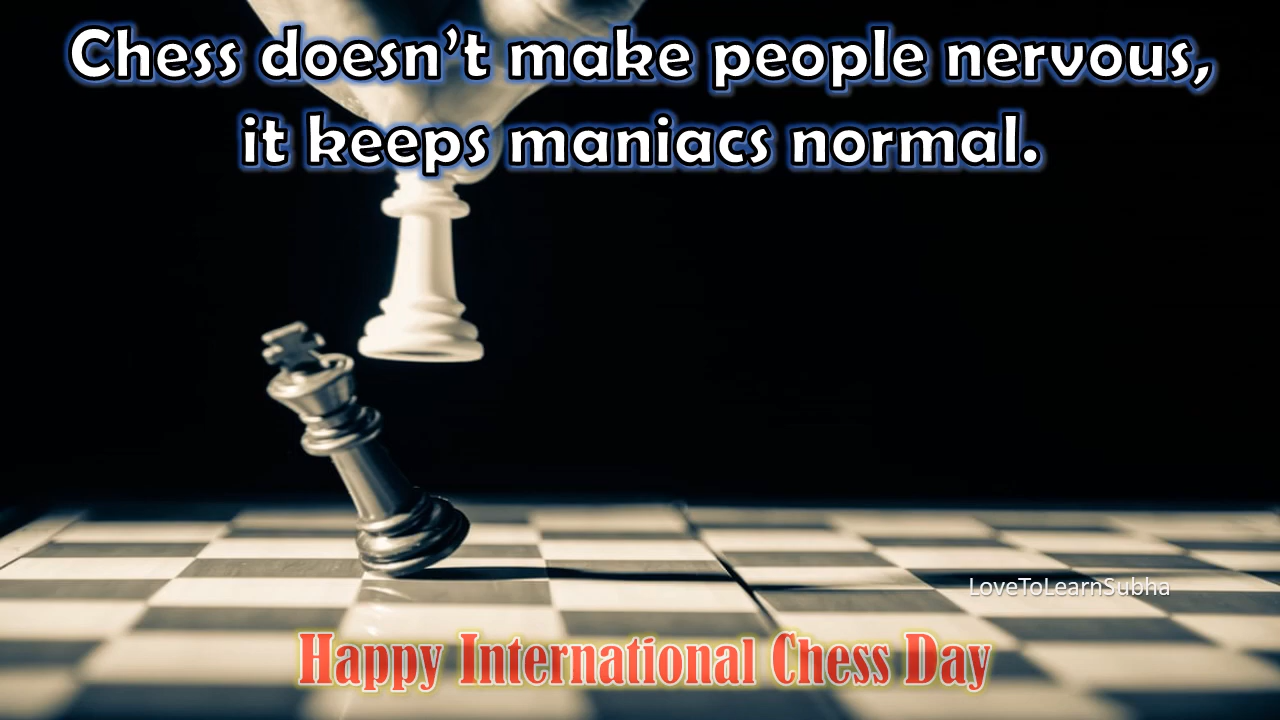 Chess doesn’t make people nervous,
it keeps maniacs normal.
LoveToLearnSubha
Happy International Chess Day